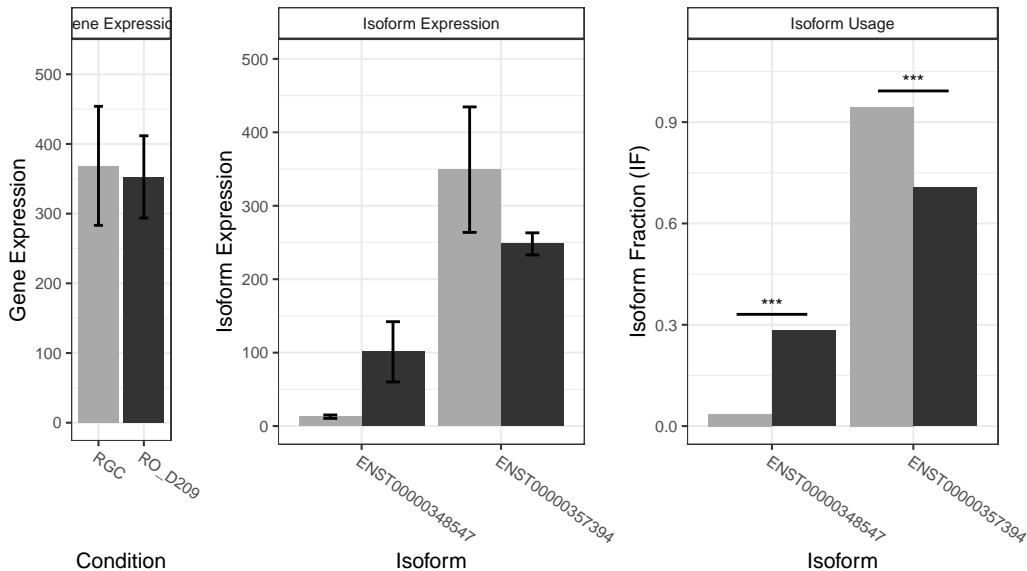 ene Expressio
Gene Expression
500
400
300
200
100
0
RGC
RO_D209
Condition
Isoform Expression
Isoform Expression
500
400
300
250
200
100
0
ENST00000348547
ENST00000357394
Isoform
Isoform Usage
Isoform Fraction (IF)
0.9
0.6
0.3
0.0
***
***
ENST00000348547
ENST00000357394
Isoform